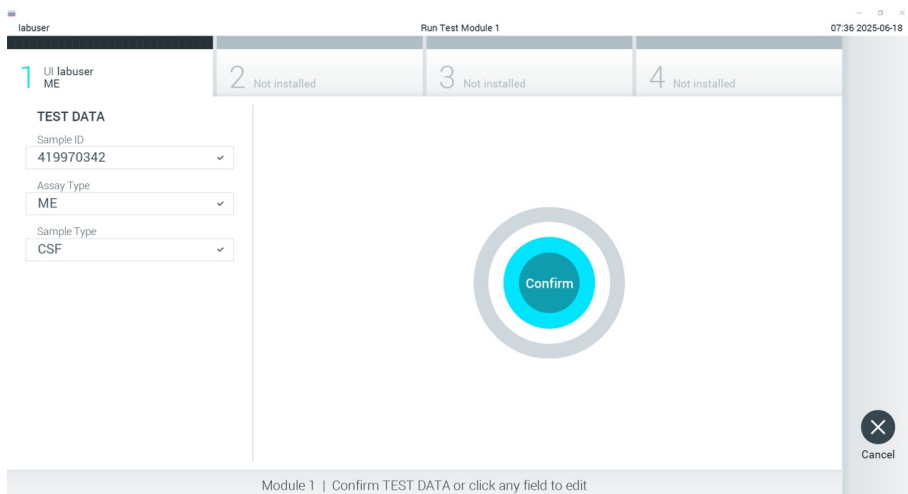 labuser Run Test Module 1 07:36 2025-06-18
1 UI labuser
ME
2 Not installed
3 Not installed
4 Not installed
TEST DATA
Sample ID
419970342
Assay Type
ME
Sample Type
CSF
Confirm
Cancel
Module 1 | Confirm TEST DATA or click any field to edit